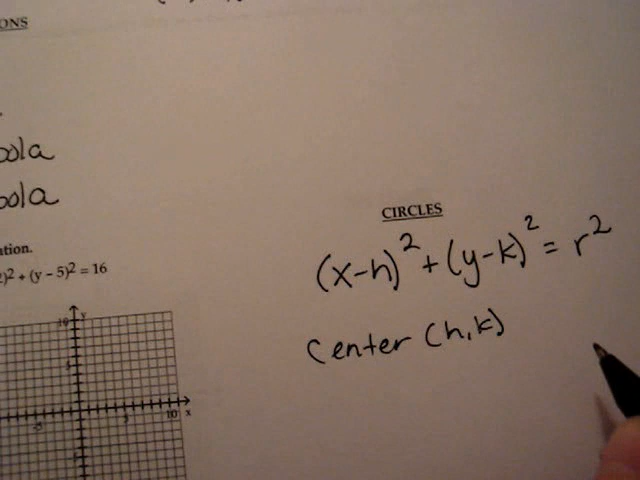 ONS
ola
ola
CIRCLES
(x-h)² + (y-k)² = r²
Center (h,k)
ation.
)² + (y - 5)² = 16
10 y
5
-5 5 10 x